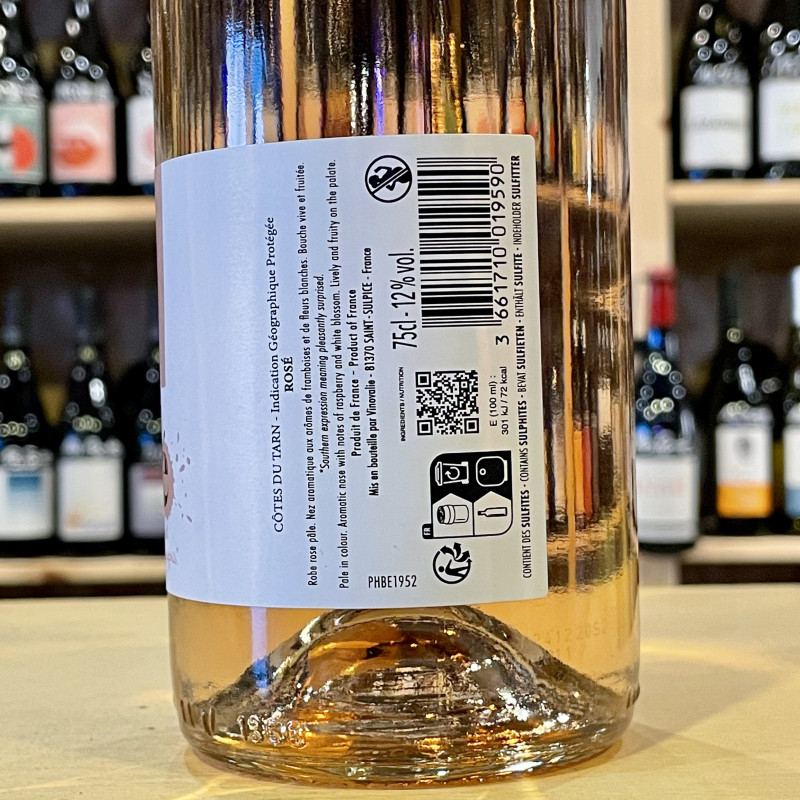 CÔTES DU TARN - Indication Géographique Protégée
ROSÉ
Robe rose pâle. Nez aromatique aux arômes de framboises et de fleurs blanches. Bouche vive et fruitée.
"Southern expression meaning pleasantly surprised.
Pale in colour. Aromatic nose with notes of raspberry and white blossom. Lively and fruity on the palate.
Produit de France - Product of France
Mis en bouteille par Vinovalie - 81370 SAINT-SULPICE - France
PHBE1952
75cl - 12%vol.
INGREDIENTS / NUTRITION
E (100 ml) :
301 kJ / 72 kcal
FR
3 661710 019590
CONTIENT DES SULFITES - CONTAINS SULPHITES - BEVAT SULFIETEN - ENTHÄLT SULFITE - INDEHOLDER SULFITTER